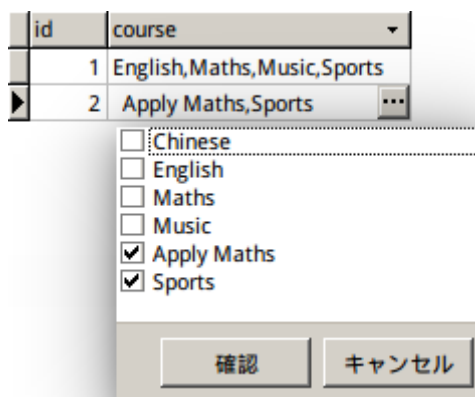 id course
1 English,Maths,Music,Sports
2 Apply Maths,Sports ...
Chinese
English
Maths
Music
Apply Maths
Sports
確認 キャンセル